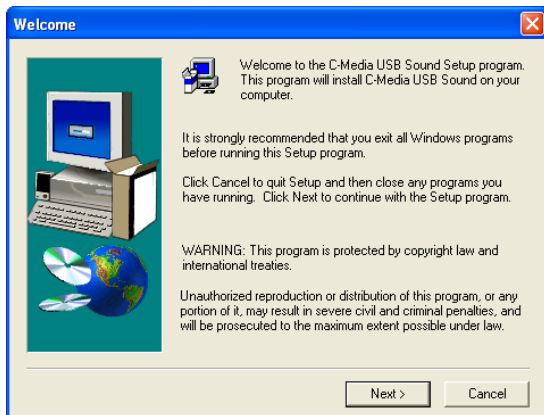 Welcome
Welcome to the C-Media USB Sound Setup program.
This program will install C-Media USB Sound on your
computer.
It is strongly recommended that you exit all Windows programs
before running this Setup program.
Click Cancel to quit Setup and then close any programs you
have running. Click Next to continue with the Setup program.
WARNING: This program is protected by copyright law and
international treaties.
Unauthorized reproduction or distribution of this program, or any
portion of it, may result in severe civil and criminal penalties, and
will be prosecuted to the maximum extent possible under law.
Next >
Cancel